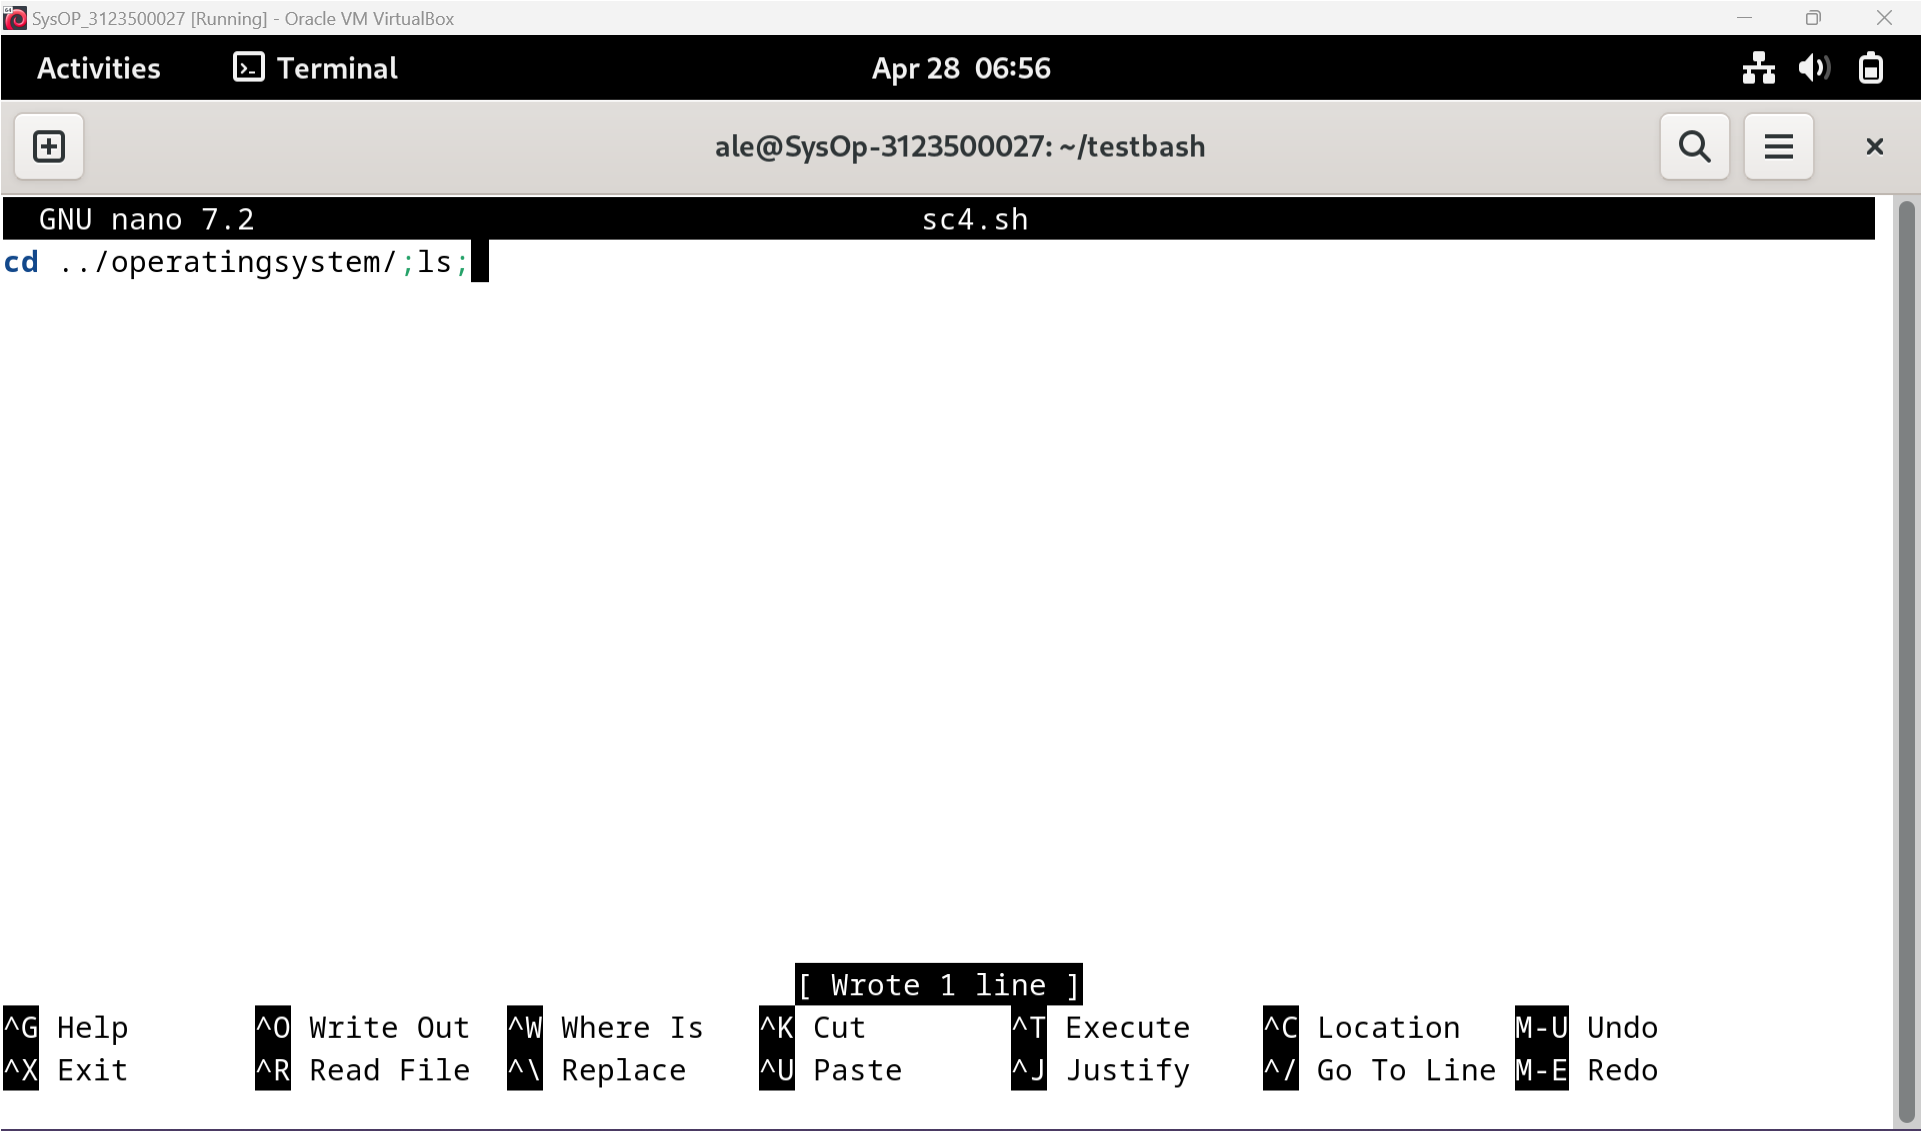 SysOP_3123500027 [Running] - Oracle VM VirtualBox
Activities Terminal Apr 28 06:56
ale@SysOp-3123500027: ~/testbash
GNU nano 7.2 sc4.sh
cd ../operatingsystem/;ls;
[ Wrote 1 line ]
^G Help ^O Write Out ^W Where Is ^K Cut ^T Execute ^C Location M-U Undo
^X Exit ^R Read File ^\ Replace ^U Paste ^J Justify ^/ Go To Line M-E Redo